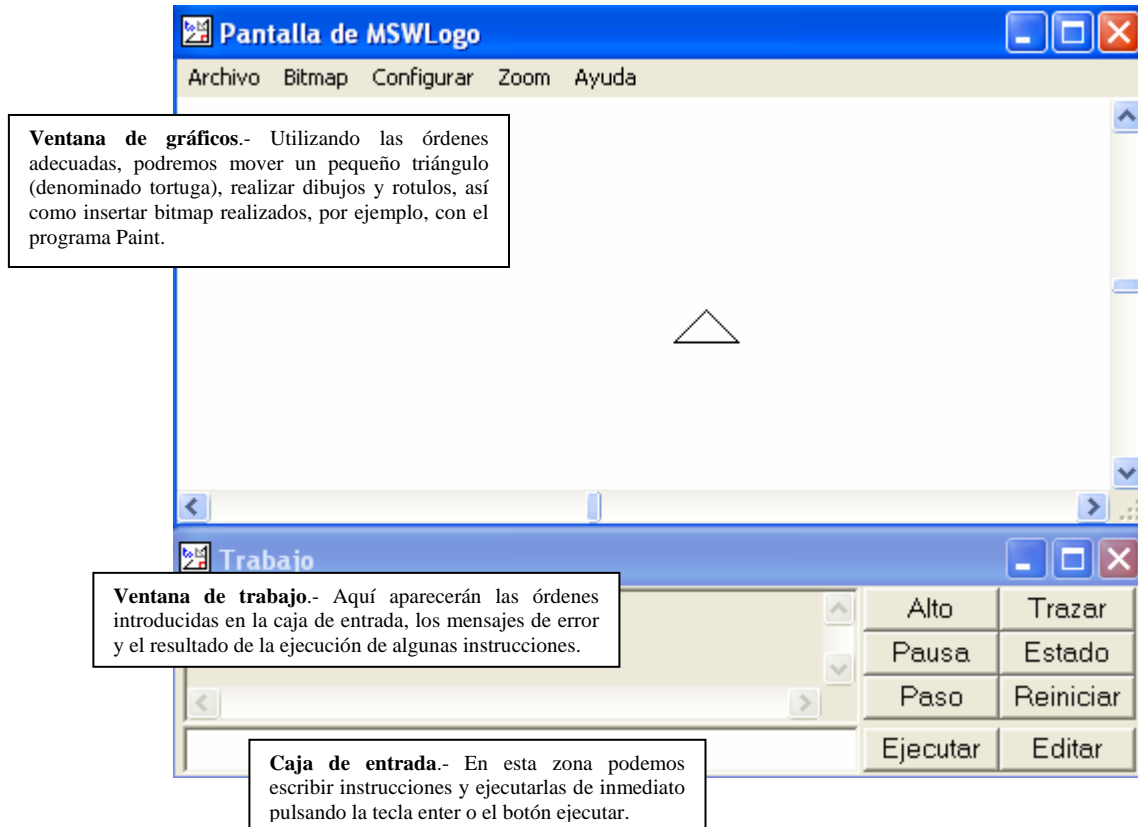 Pantalla de MSWLogo
Archivo Bitmap Configurar Zoom Ayuda
Ventana de gráficos.- Utilizando las órdenes
adecuadas, podremos mover un pequeño triángulo
(denominado tortuga), realizar dibujos y rotulos, así
como insertar bitmap realizados, por ejemplo, con el
programa Paint.
Trabajo
Ventana de trabajo.- Aquí aparecerán las órdenes
introducidas en la caja de entrada, los mensajes de error
y el resultado de la ejecución de algunas instrucciones.
Alto Trazar
Pausa Estado
Paso Reiniciar
Ejecutar Editar
Caja de entrada.- En esta zona podemos
escribir instrucciones y ejecutarlas de inmediato
pulsando la tecla enter o el botón ejecutar.